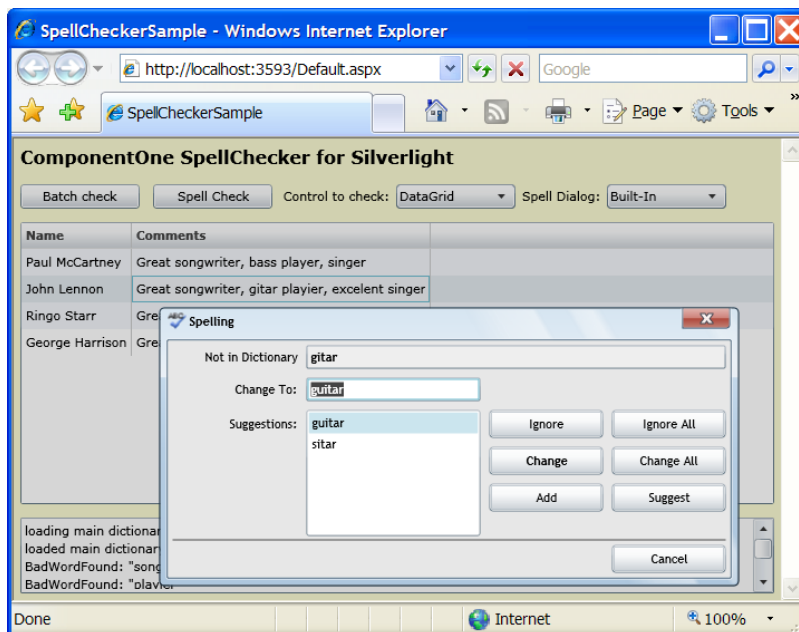 SpellCheckerSample - Windows Internet Explorer
http://localhost:3593/Default.aspx
Google
SpellCheckerSample
Page
Tools
»
ComponentOne SpellChecker for Silverlight
Batch check
Spell Check
Control to check: DataGrid
Spell Dialog: Built-In
Name Comments
Paul McCartney Great songwriter, bass player, singer
John Lennon Great songwriter, gitar playier, excelent singer
Ringo Starr Gre
George Harrison Gre
ABC
Spelling
Not in Dictionary gitar
Change To: guitar
Suggestions: guitar
sitar
Ignore Ignore All
Change Change All
Add Suggest
Cancel
loading main dictionar
loaded main dictionar
BadWordFound: "song
BadWordFound: "playier
Done
Internet
100%